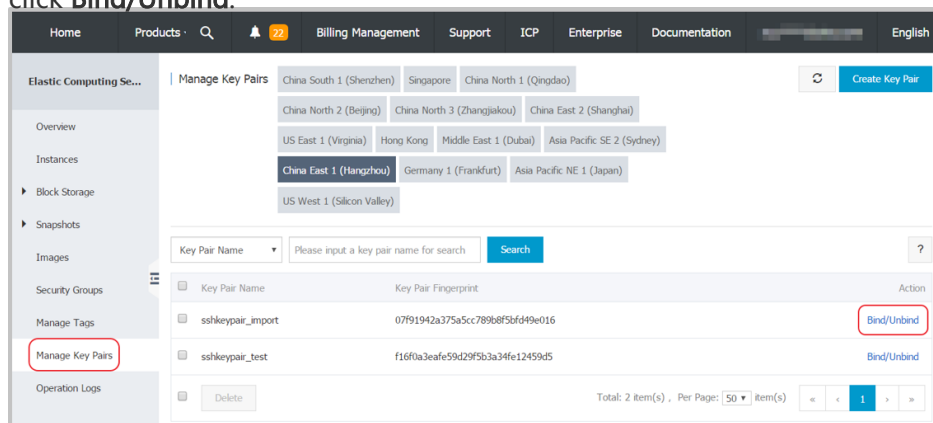 click Bind/Unbind.
Home Products Billing Management Support ICP Enterprise Documentation English
22
Elastic Computing Se...
Overview
Instances
Block Storage
Snapshots
Images
Security Groups
Manage Tags
Manage Key Pairs
Operation Logs
Manage Key Pairs China South 1 (Shenzhen) Singapore China North 1 (Qingdao) Create Key Pair
China North 2 (Beijing) China North 3 (Zhangjiakou) China East 2 (Shanghai)
US East 1 (Virginia) Hong Kong Middle East 1 (Dubai) Asia Pacific SE 2 (Sydney)
China East 1 (Hangzhou) Germany 1 (Frankfurt) Asia Pacific NE 1 (Japan)
US West 1 (Silicon Valley)
Key Pair Name Please input a key pair name for search Search ?
Key Pair Name Key Pair Fingerprint Action
sshkeypair_import 07f91942a375a5cc789b8f5bfd49e016 Bind/Unbind
sshkeypair_test f16f0a3eafe59d29f5b3a34fe12459d5 Bind/Unbind
Delete Total: 2 item(s) , Per Page: 50 item(s) « ‹ 1 › »